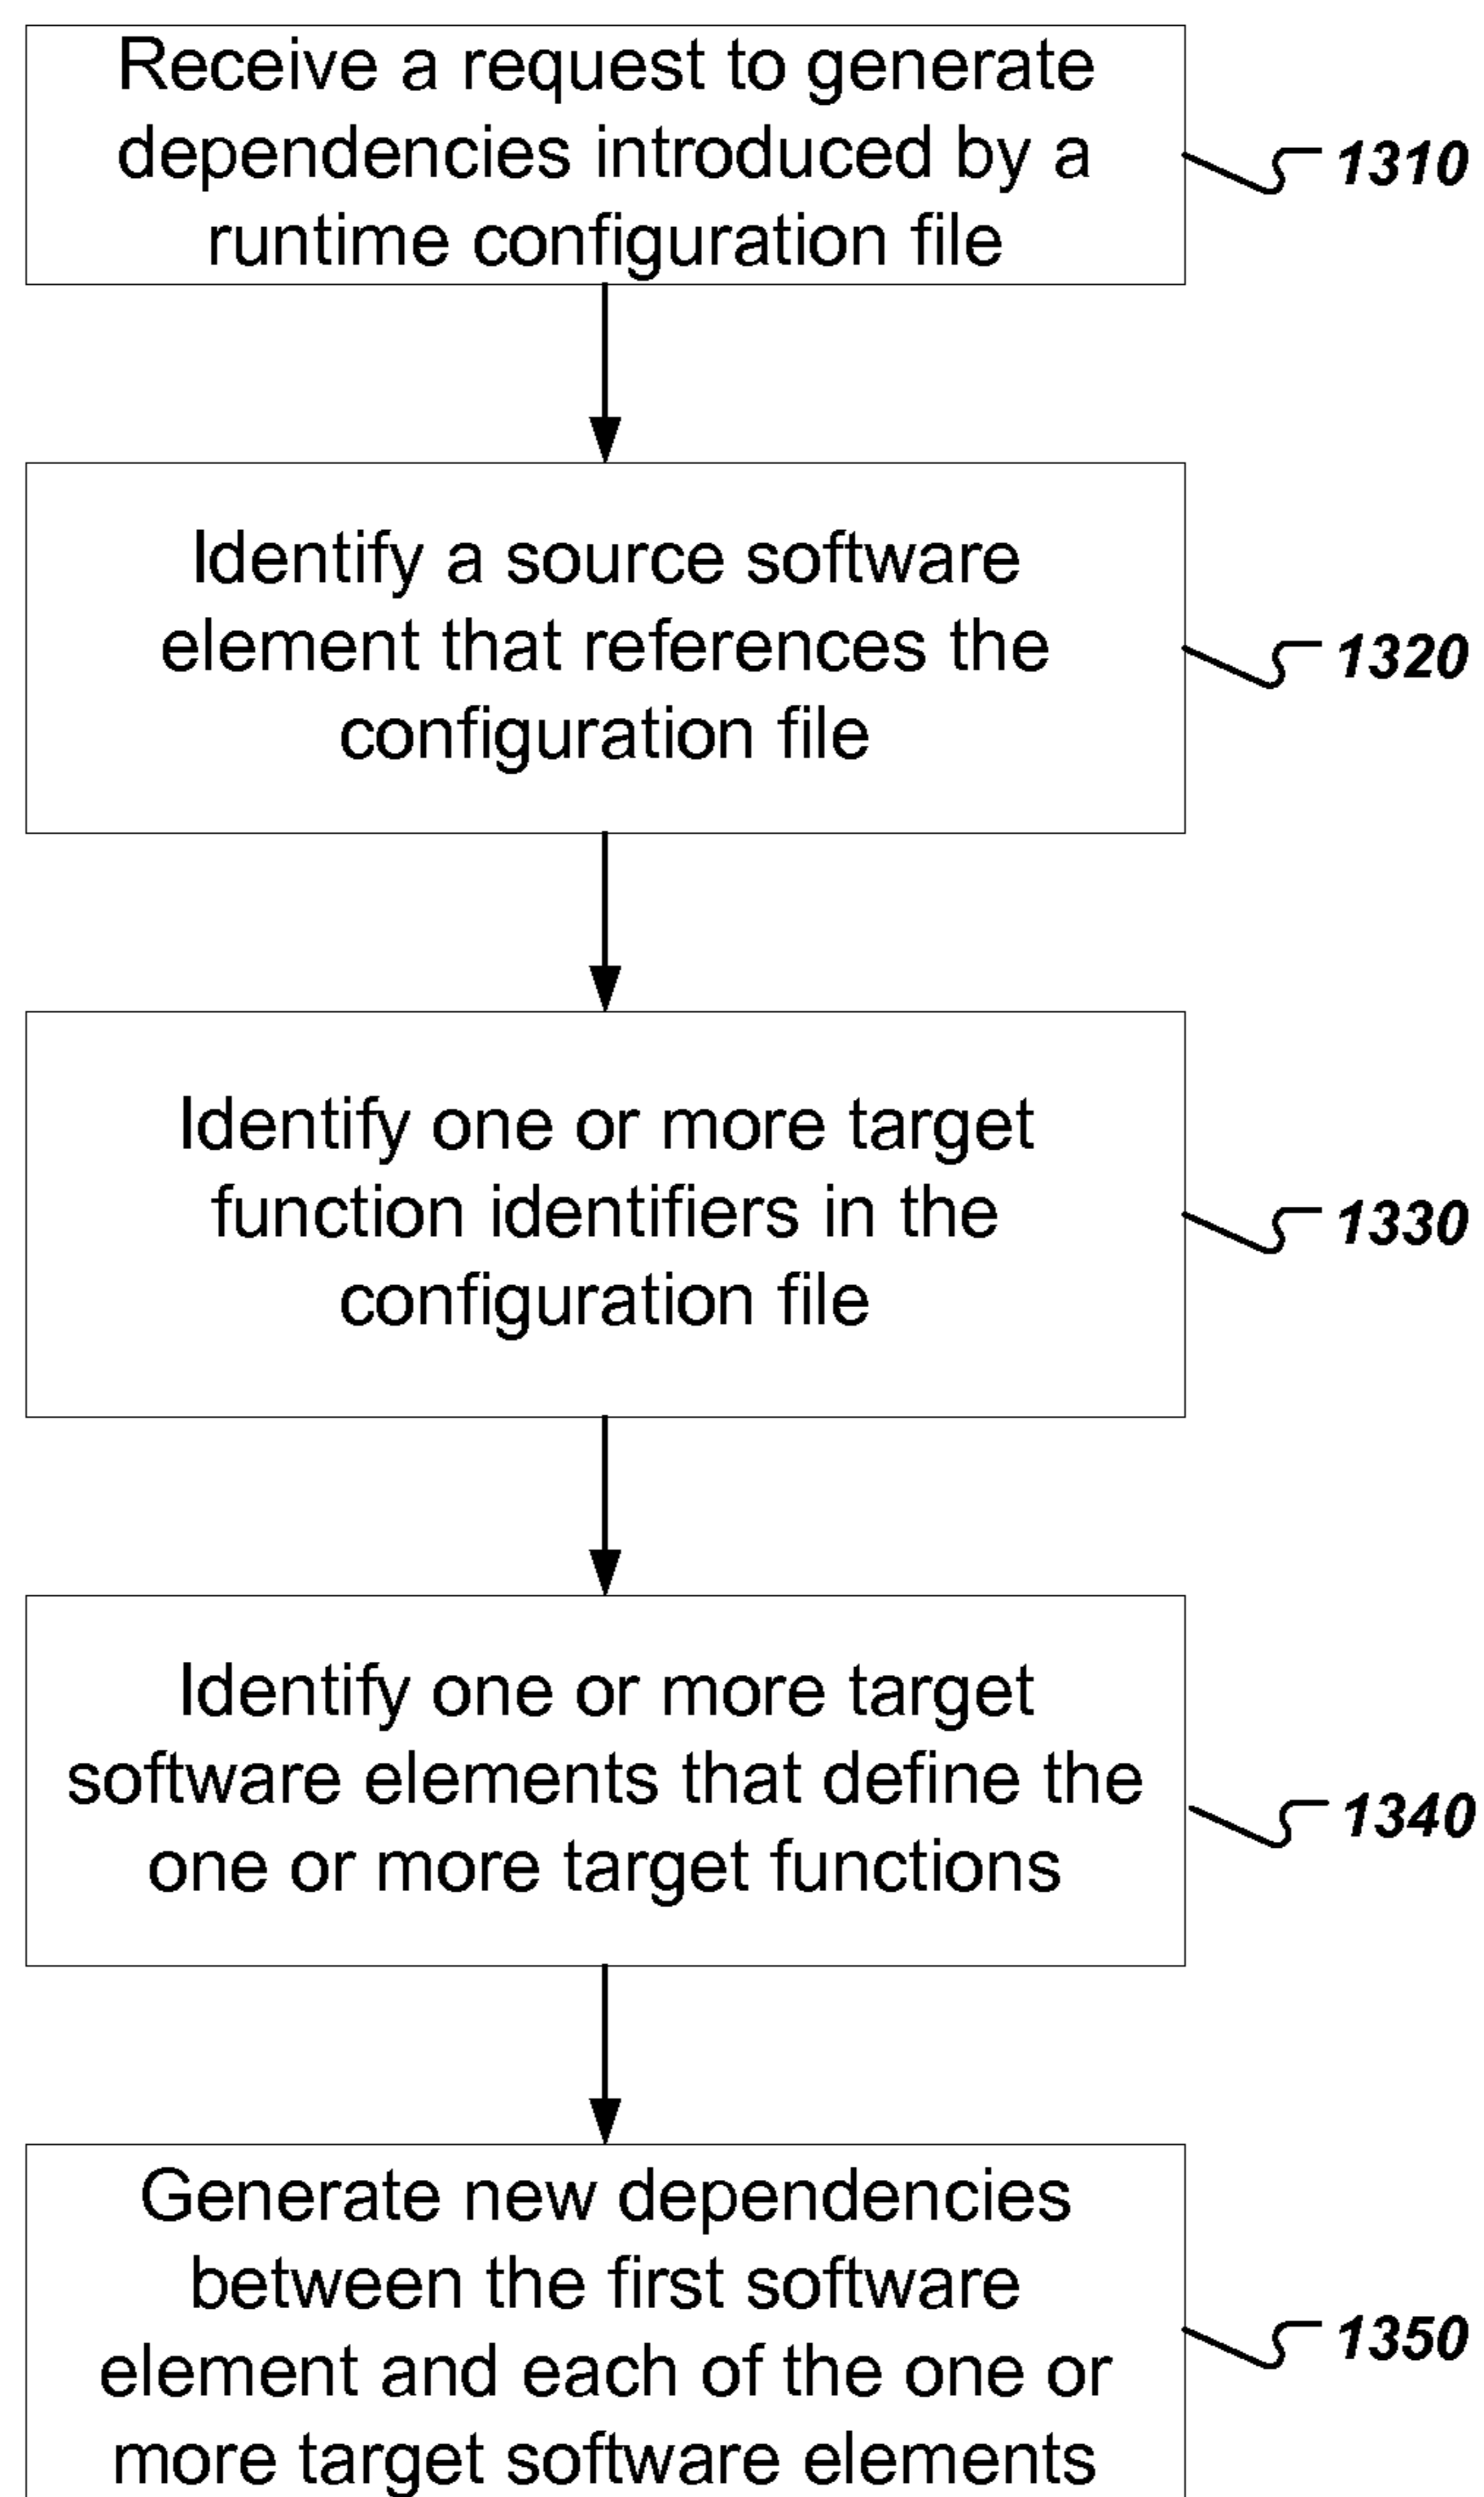 Receive a request to generate
dependencies introduced by a
runtime configuration file
1310
Identify a source software
element that references the
configuration file
1320
Identify one or more target
function identifiers in the
configuration file
1330
Identify one or more target
software elements that define the
one or more target functions
1340
Generate new dependencies
between the first software
element and each of the one or
more target software elements
1350